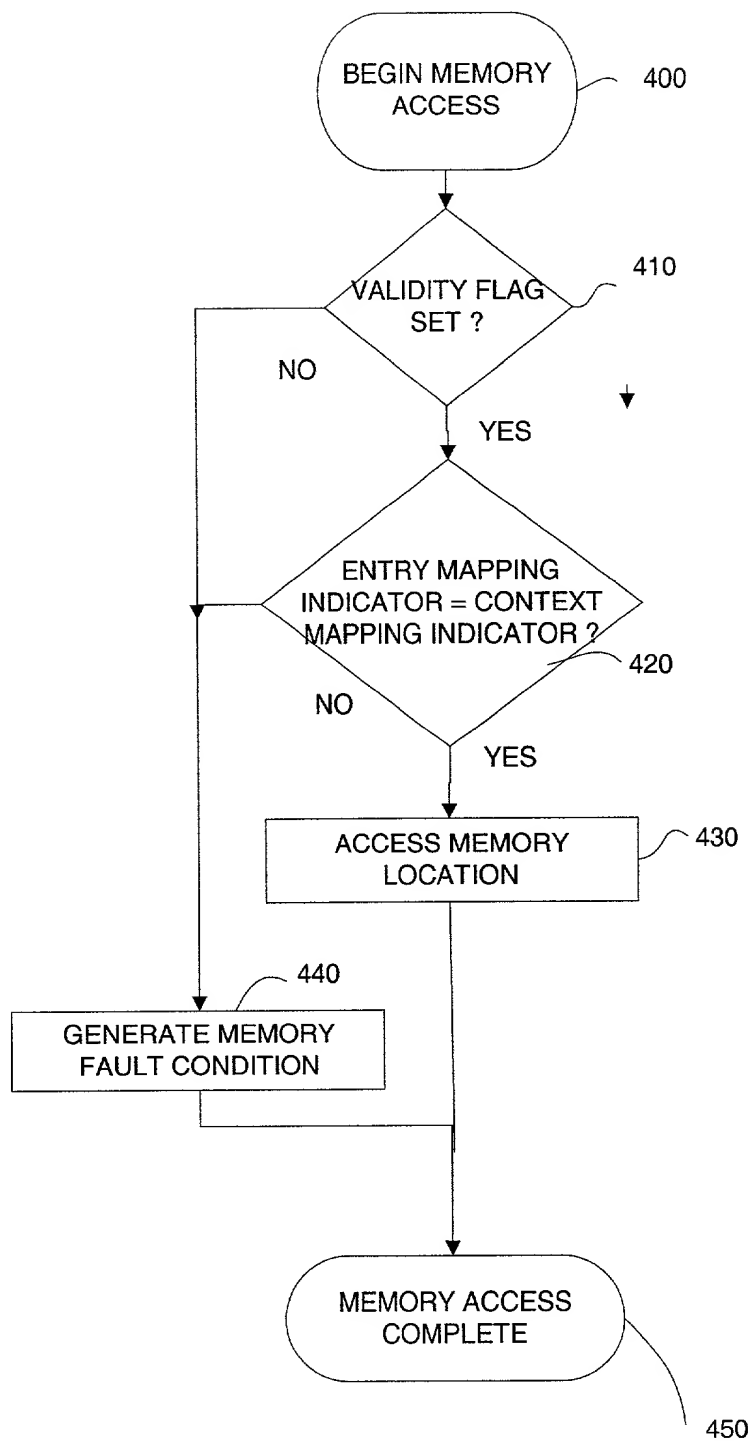 BEGIN MEMORY
ACCESS
400
VALIDITY FLAG
SET ?
410
NO
YES
ENTRY MAPPING
INDICATOR = CONTEXT
MAPPING INDICATOR ?
420
NO
YES
ACCESS MEMORY
LOCATION
430
440
GENERATE MEMORY
FAULT CONDITION
MEMORY ACCESS
COMPLETE
450